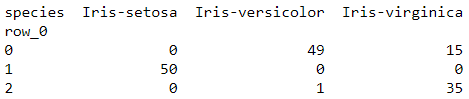 species Iris-setosa Iris-versicolor Iris-virginica
row_0
0 0 49 15
1 50 0 0
2 0 1 35